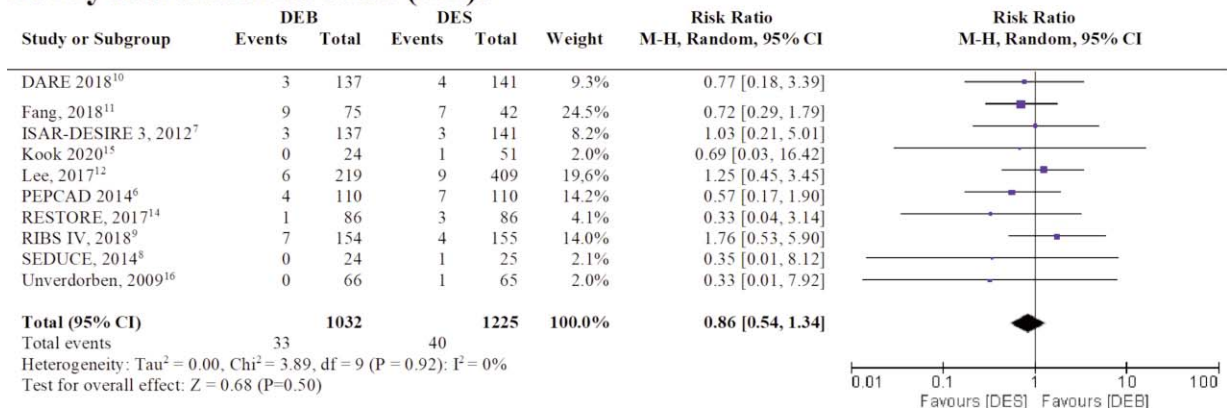 DEB DES Risk Ratio Risk Ratio
Study or Subgroup Events Total Events Total Weight M-H, Random, 95% CI M-H, Random, 95% CI
DARE 2018¹⁰ 3 137 4 141 9.3% 0.77 [0.18, 3.39]
Fang, 2018¹¹ 9 75 7 42 24.5% 0.72 [0.29, 1.79]
ISAR-DESIRE 3, 2012⁷ 3 137 3 141 8.2% 1.03 [0.21, 5.01]
Kook 2020¹⁵ 0 24 1 51 2.0% 0.69 [0.03, 16.42]
Lee, 2017¹² 6 219 9 409 19,6% 1.25 [0.45, 3.45]
PEPCAD 2014⁶ 4 110 7 110 14.2% 0.57 [0.17, 1.90]
RESTORE, 2017¹⁴ 1 86 3 86 4.1% 0.33 [0.04, 3.14]
RIBS IV, 2018⁹ 7 154 4 155 14.0% 1.76 [0.53, 5.90]
SEDUCE, 2014⁸ 0 24 1 25 2.1% 0.35 [0.01, 8.12]
Unverdorben, 2009¹⁶ 0 66 1 65 2.0% 0.33 [0.01, 7.92]
Total (95% CI) 1032 1225 100.0% 0.86 [0.54, 1.34]
Total events 33 40
Heterogeneity: Tau² = 0.00, Chi² = 3.89, df = 9 (P = 0.92): I² = 0%
Test for overall effect: Z = 0.68 (P=0.50)
0.01 0.1 1 10 100
Favours [DES] Favours [DEB]